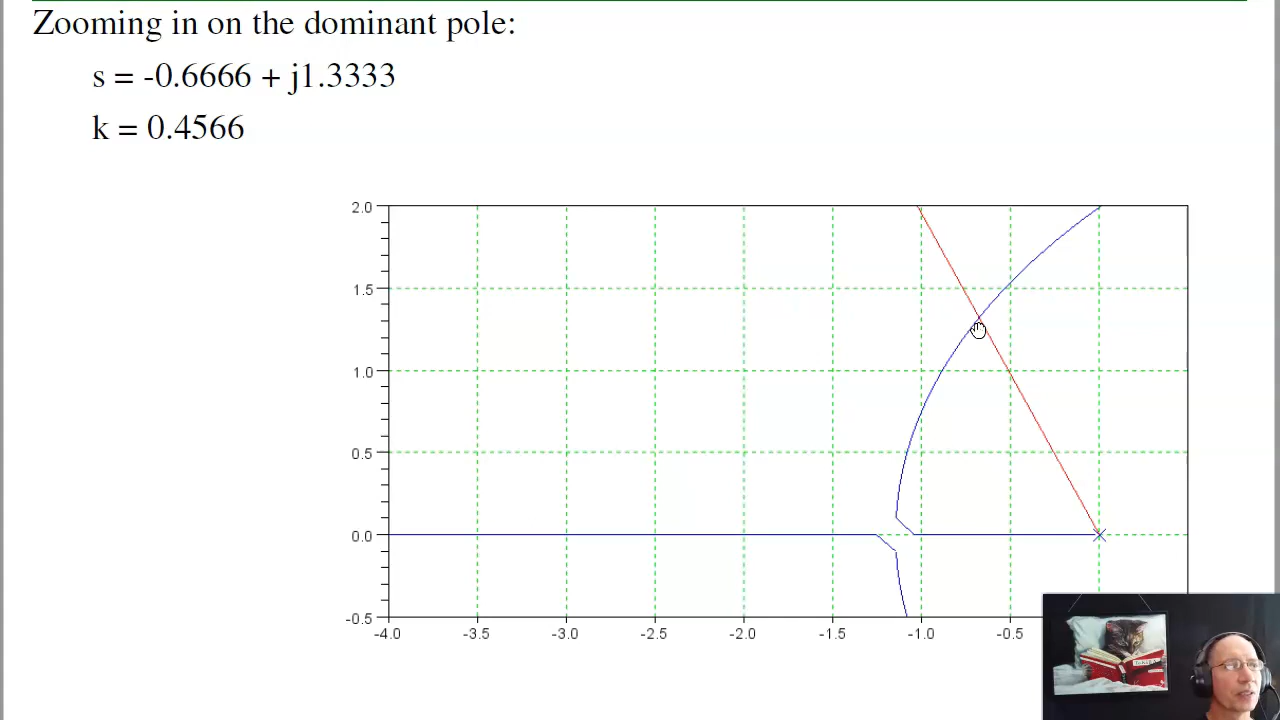 Zooming in on the dominant pole:
s = -0.6666 + j1.3333
k = 0.4566
2.0
1.5
1.0
0.5
0.0
-0.5
-4.0 -3.5 -3.0 -2.5 -2.0 -1.5 -1.0 -0.5